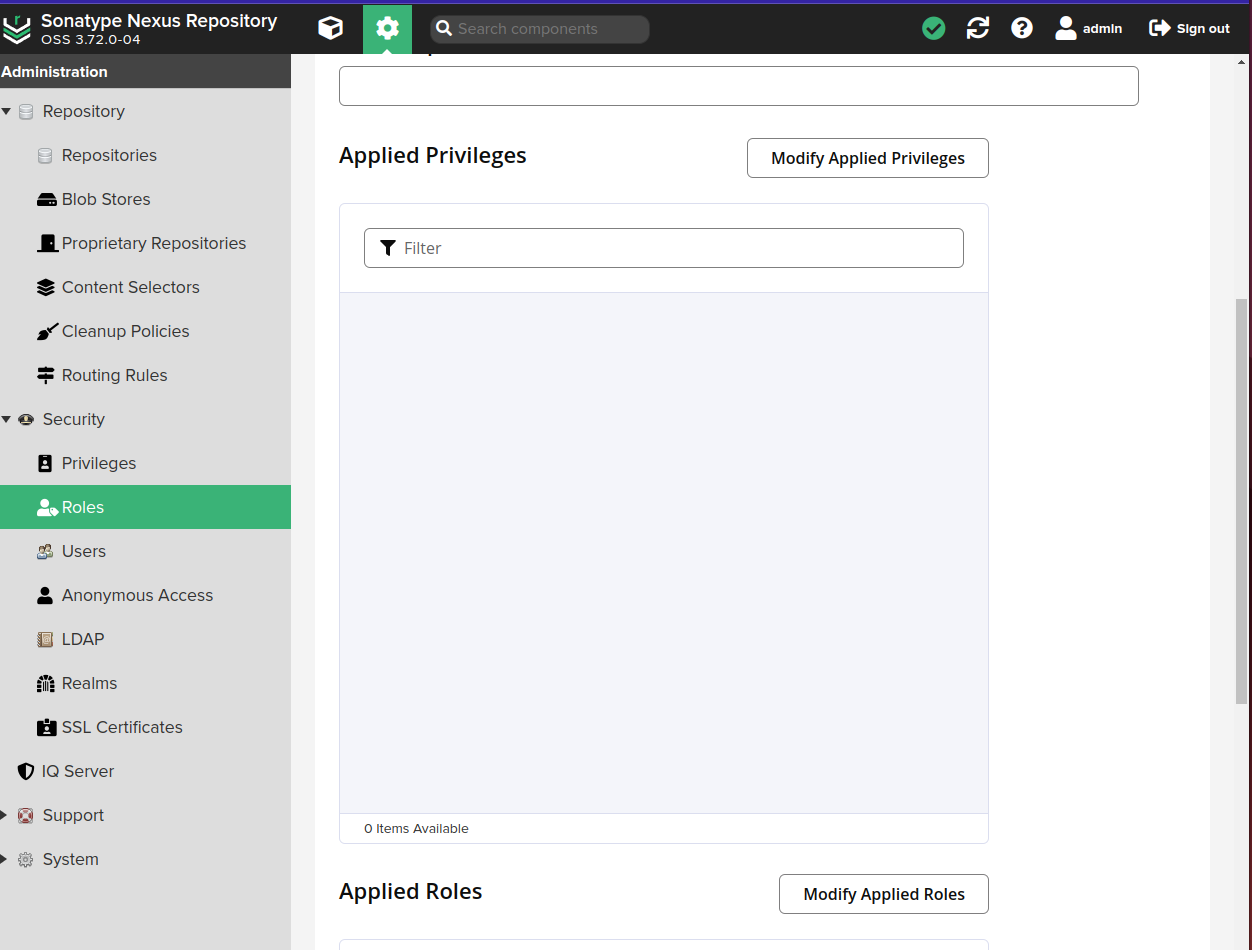 Sonatype Nexus Repository
OSS 3.72.0-04
Search components
admin
Sign out
Administration
Repository
Repositories
Blob Stores
Proprietary Repositories
Content Selectors
Cleanup Policies
Routing Rules
Security
Privileges
Roles
Users
Anonymous Access
LDAP
Realms
SSL Certificates
IQ Server
Support
System
Applied Privileges
Modify Applied Privileges
Filter
0 Items Available
Applied Roles
Modify Applied Roles